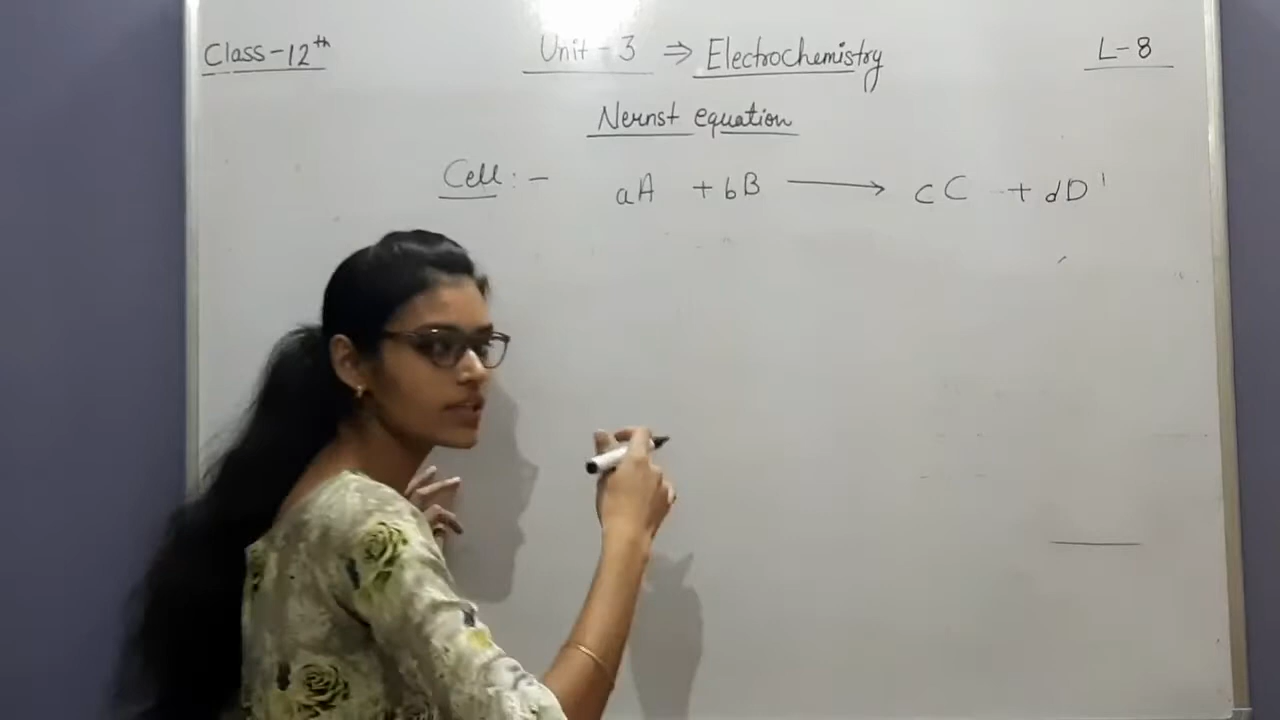 Class-12th
Unit - 3 ⇒ Electrochemistry
L-8
Nernst equation
Cell :- aA + bB ⟶ cC + dD